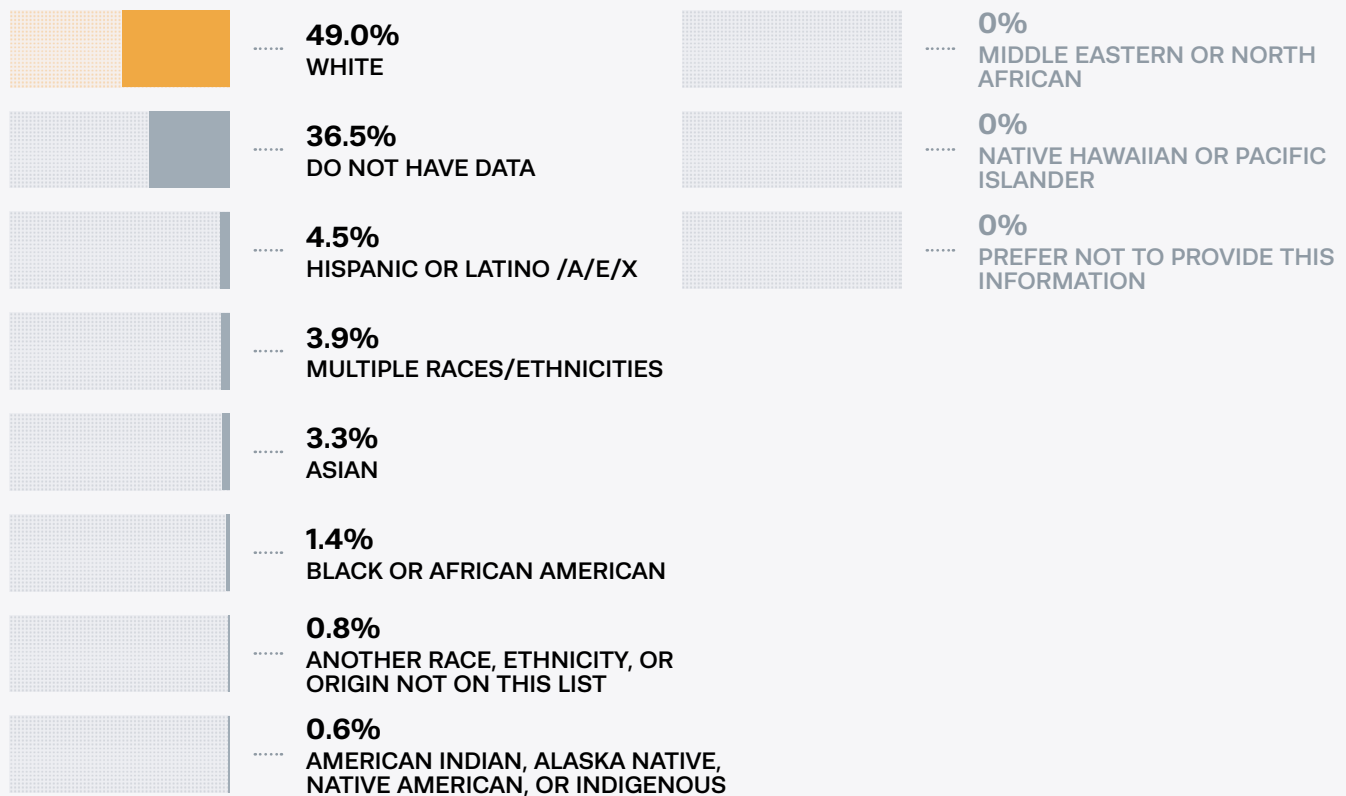 49.0%
WHITE
36.5%
DO NOT HAVE DATA
4.5%
HISPANIC OR LATINO /A/E/X
3.9%
MULTIPLE RACES/ETHNICITIES
3.3%
ASIAN
1.4%
BLACK OR AFRICAN AMERICAN
0.8%
ANOTHER RACE, ETHNICITY, OR
ORIGIN NOT ON THIS LIST
0.6%
AMERICAN INDIAN, ALASKA NATIVE,
NATIVE AMERICAN, OR INDIGENOUS
0%
MIDDLE EASTERN OR NORTH
AFRICAN
0%
NATIVE HAWAIIAN OR PACIFIC
ISLANDER
0%
PREFER NOT TO PROVIDE THIS
INFORMATION